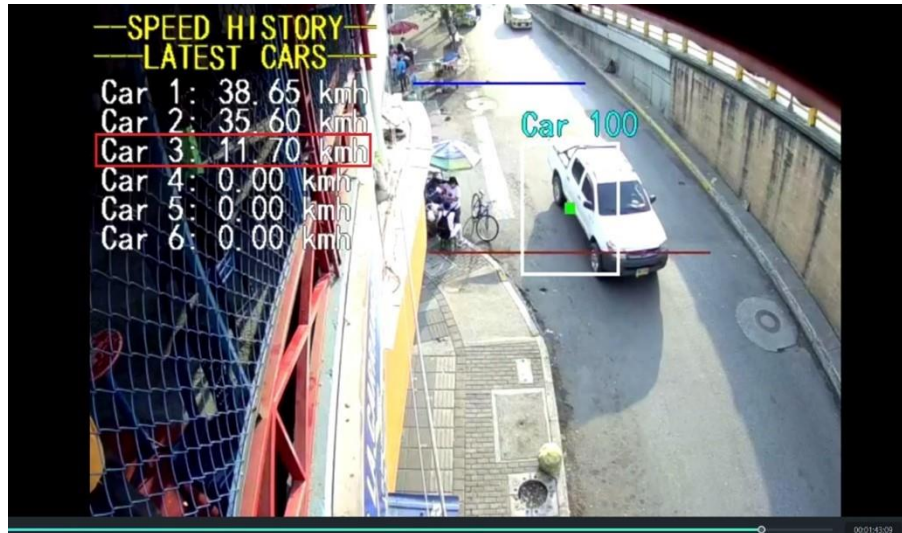 —SPEED HISTORY—
—LATEST CARS—
Car 1: 38.65 kmh
Car 2: 35.60 kmh
Car 3: 11.70 kmh
Car 4: 0.00 kmh
Car 5: 0.00 kmh
Car 6: 0.00 kmh
Car 100
00:01:43:09